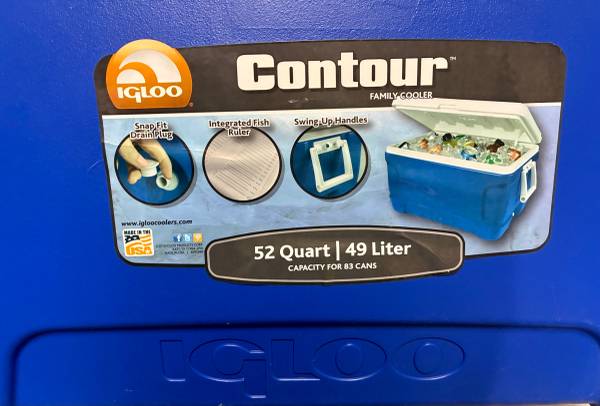 IGLOO®
Contour™
FAMILY COOLER
Snap Fit
Drain Plug
Integrated Fish
Ruler
Swing-Up Handles
www.igloocoolers.com
MADE IN THE
USA
52 Quart | 49 Liter
CAPACITY FOR 83 CANS
IGLOO